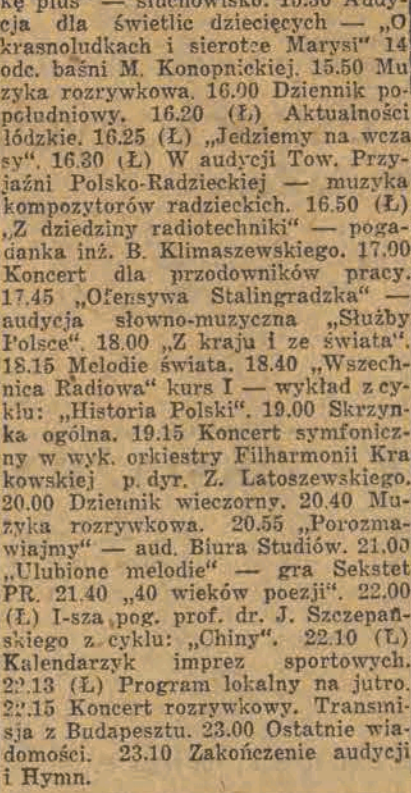 kę plus" — słuchowisko. 15.30 Audy-
cja dla świetlic dziecięcych — „O
krasnoludkach i sierotce Marysi" 14
odc. baśni M. Konopnickiej. 15.50 Mu
zyka rozrywkowa. 16.00 Dziennik po-
południowy. 16.20 (Ł) Aktualności
łódzkie. 16.25 (Ł) „Jedziemy na wcza
sy". 16.30 (Ł) W audycji Tow. Przy-
jaźni Polsko-Radzieckiej — muzyka
kompozytorów radzieckich. 16.50 (Ł)
„Z dziedziny radiotechniki" — poga-
danka inż. B. Klimaszewskiego. 17.00
Koncert dla przodowników pracy.
17.45 „Ofensywa Stalingradzka" —
audycja słowno-muzyczna „Służby
Polsce". 18.00 „Z kraju i ze świata".
18.15 Melodie świata. 18.40 „Wszech-
nica Radiowa" kurs I — wykład z cy-
klu: „Historia Polski". 19.00 Skrzyn-
ka ogólna. 19.15 Koncert symfonicz-
ny w wyk. orkiestry Filharmonii Kra
kowskiej p. dyr. Z. Latoszewskiego.
20.00 Dziennik wieczorny. 20.40 Mu-
zyka rozrywkowa. 20.55 „Porozma-
wiajmy" — aud. Biura Studiów. 21.00
„Ulubione melodie" — gra Sekstet
PR. 21.40 „40 wieków poezji". 22.00
(Ł) I-sza pog. prof. dr. J. Szczepań-
skiego z cyklu: „Chiny". 22.10 (Ł)
Kalendarzyk imprez sportowych.
22.13 (Ł) Program lokalny na jutro.
22.15 Koncert rozrywkowy. Transmi-
sja z Budapesztu. 23.00 Ostatnie wia-
domości. 23.10 Zakończenie audycji
i Hymn.